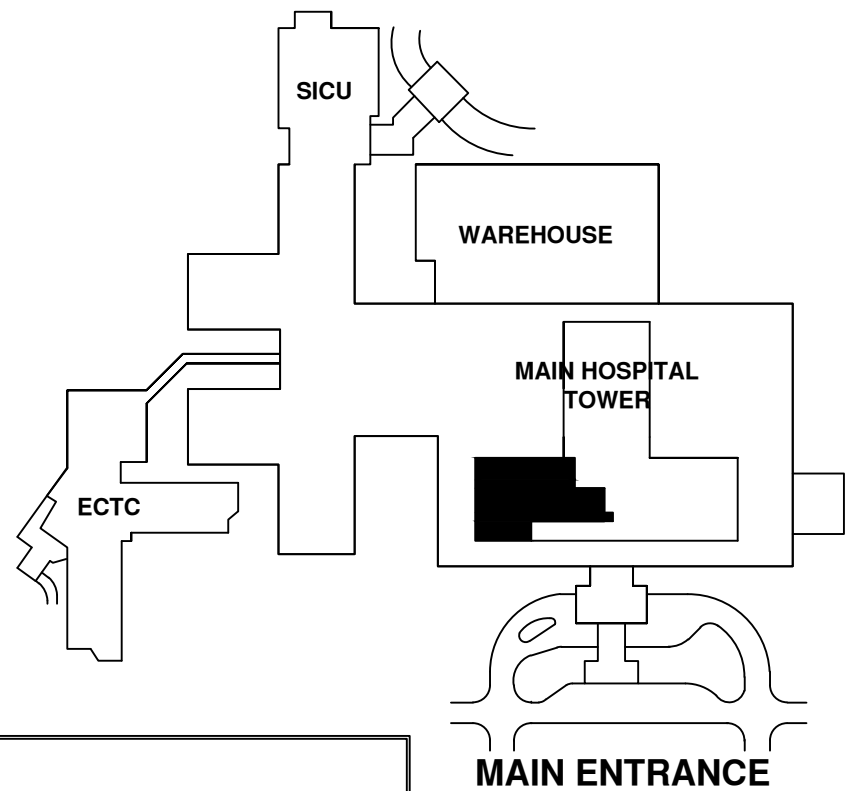 SICU
WAREHOUSE
MAIN HOSPITAL
TOWER
ECTC
MAIN ENTRANCE